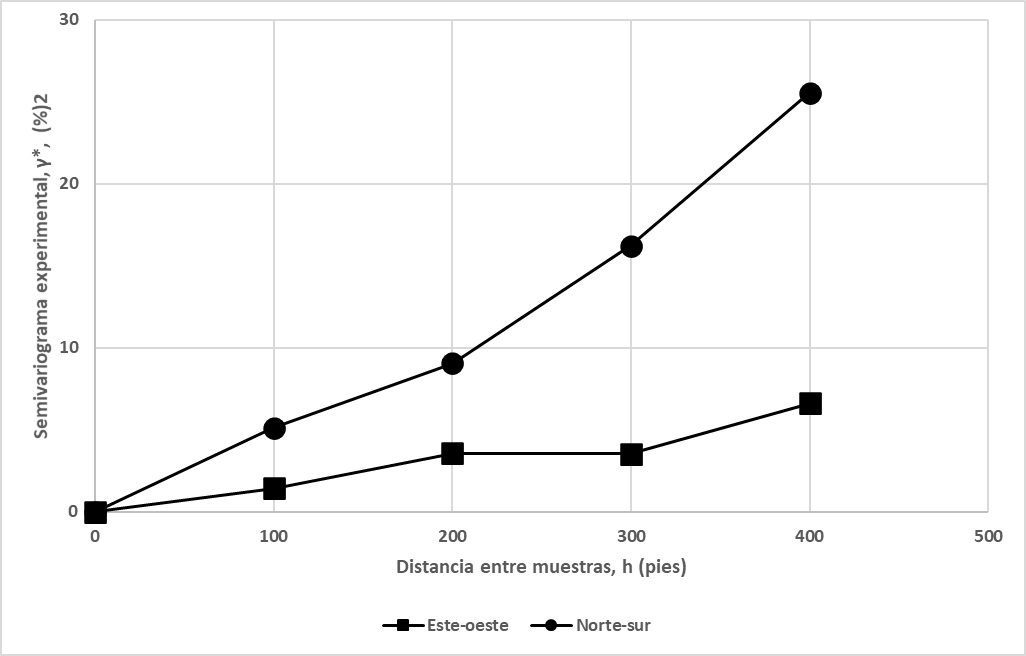 30
20
10
0
0 100 200 300 400 500
Semivariograma experimental, γ*, (%)2
Distancia entre muestras, h (pies)
Este-oeste Norte-sur